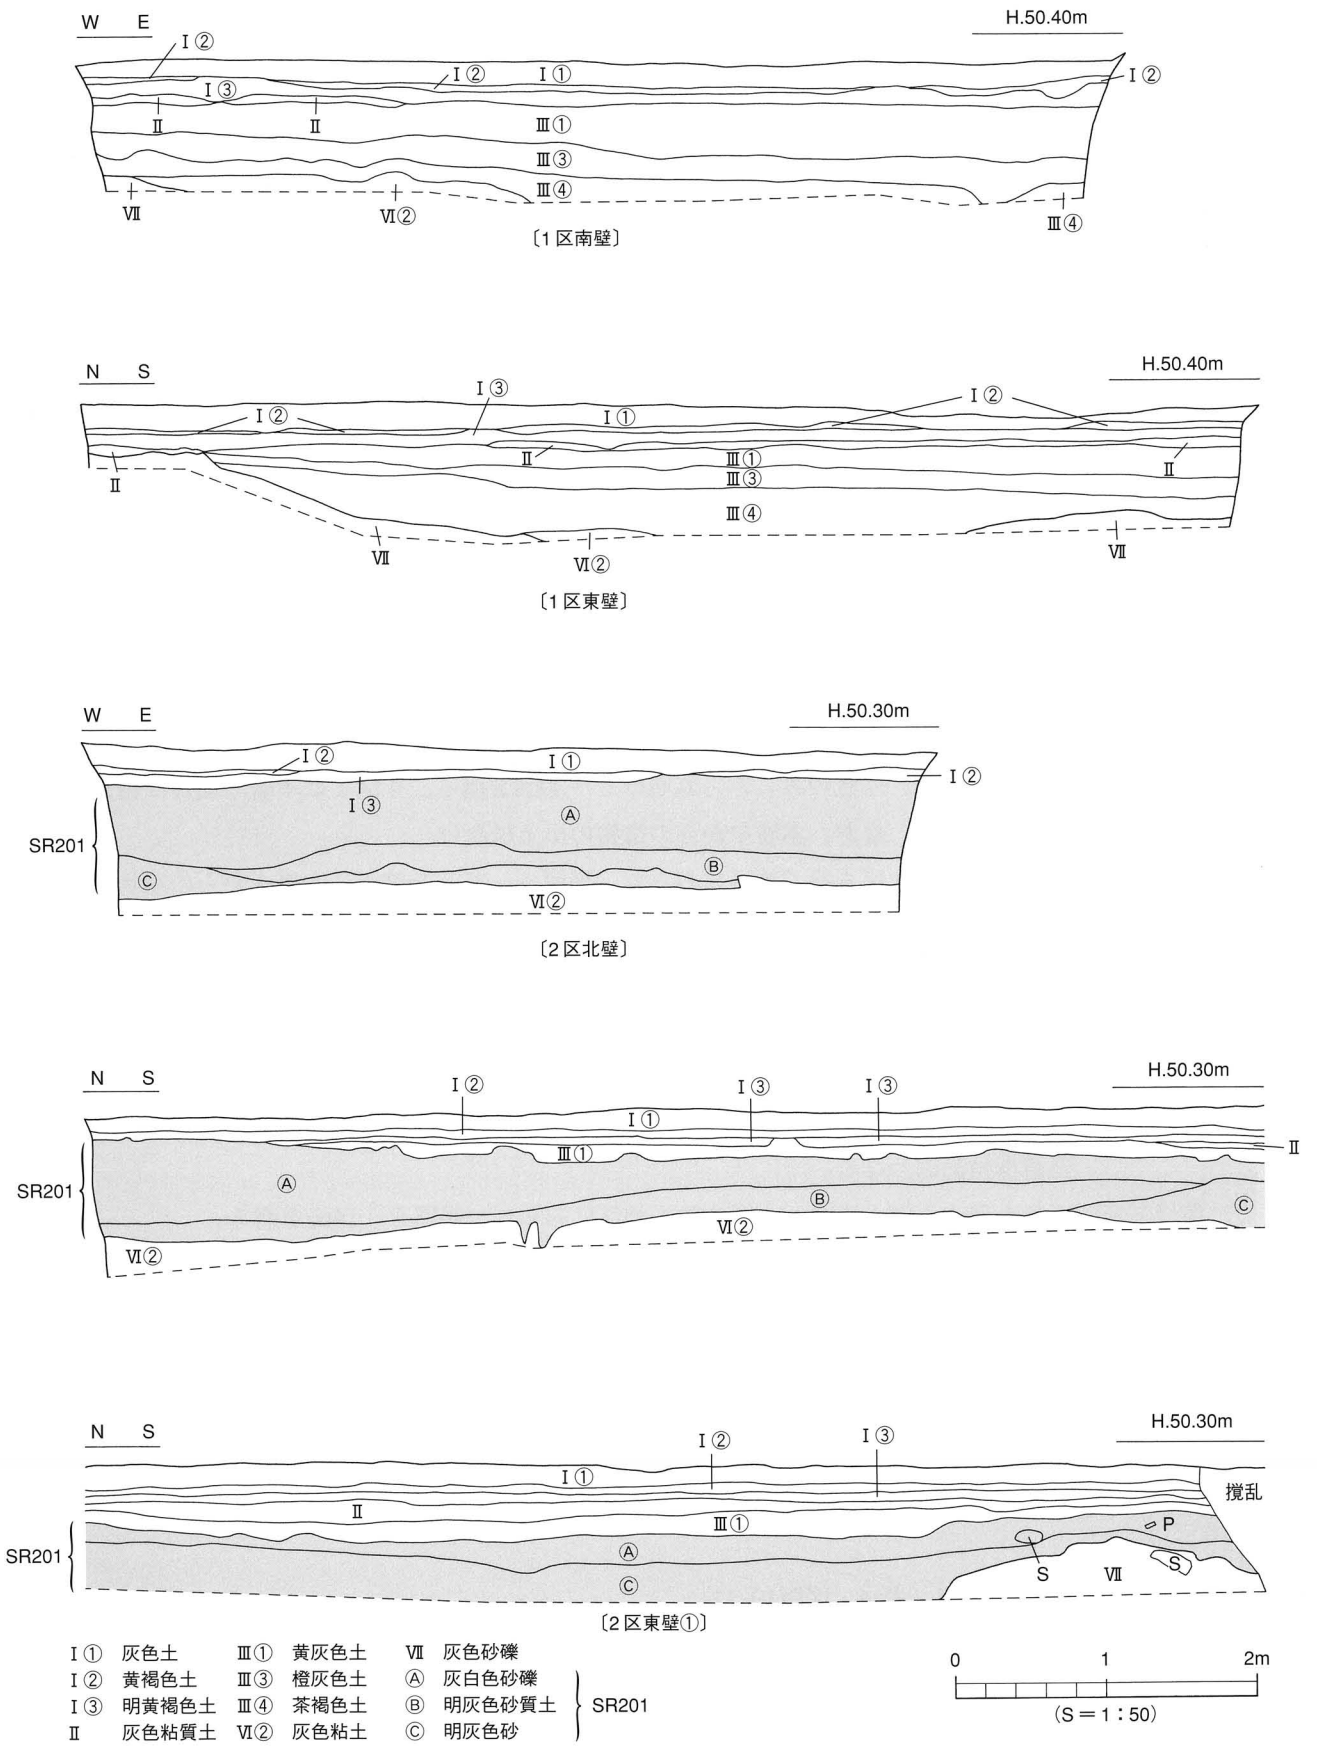 W E
H.50.40m
Ⅰ②
Ⅰ② Ⅰ① Ⅰ②
Ⅰ③
Ⅱ Ⅱ Ⅲ①
Ⅲ③
Ⅲ④
Ⅶ Ⅵ② Ⅲ④
〔1区南壁〕
N S
H.50.40m
Ⅰ③
Ⅰ② Ⅰ① Ⅰ②
Ⅱ Ⅱ Ⅲ① Ⅱ
Ⅲ③
Ⅲ④
Ⅶ Ⅵ② Ⅶ
〔1区東壁〕
W E
H.50.30m
Ⅰ② Ⅰ① Ⅰ②
Ⅰ③
Ⓐ
SR201
Ⓑ
Ⓒ
Ⅵ②
〔2区北壁〕
N S
H.50.30m
Ⅰ② Ⅰ③ Ⅰ③
Ⅰ①
Ⅲ① Ⅱ
SR201 Ⓐ Ⓑ Ⓒ
Ⅵ② Ⅵ②
N S
H.50.30m
Ⅰ② Ⅰ③
Ⅰ① 撹乱
Ⅱ
Ⅲ① P
SR201 Ⓐ
S Ⅶ S
Ⓒ
〔2区東壁①〕
Ⅰ① 灰色土 Ⅲ① 黄灰色土 Ⅶ 灰色砂礫
Ⅰ② 黄褐色土 Ⅲ③ 橙灰色土 Ⓐ 灰白色砂礫
Ⅰ③ 明黄褐色土 Ⅲ④ 茶褐色土 Ⓑ 明灰色砂質土 SR201
Ⅱ 灰色粘質土 Ⅵ② 灰色粘土 Ⓒ 明灰色砂
0 1 2m
(S=1:50)